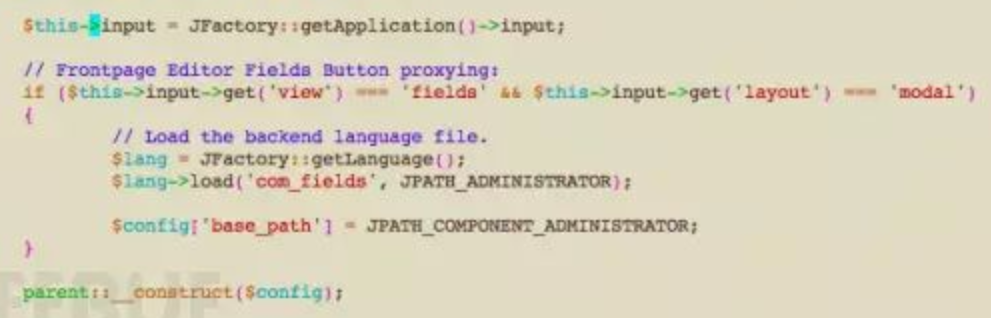 $this->input = JFactory::getApplication()->input;
// Frontpage Editor Fields Button proxying:
if ($this->input->get('view') === 'fields' && $this->input->get('layout') === 'modal')
{
// Load the backend language file.
$lang = JFactory::getLanguage();
$lang->load('com_fields', JPATH_ADMINISTRATOR);
$config['base_path'] = JPATH_COMPONENT_ADMINISTRATOR;
}
parent::__construct($config);